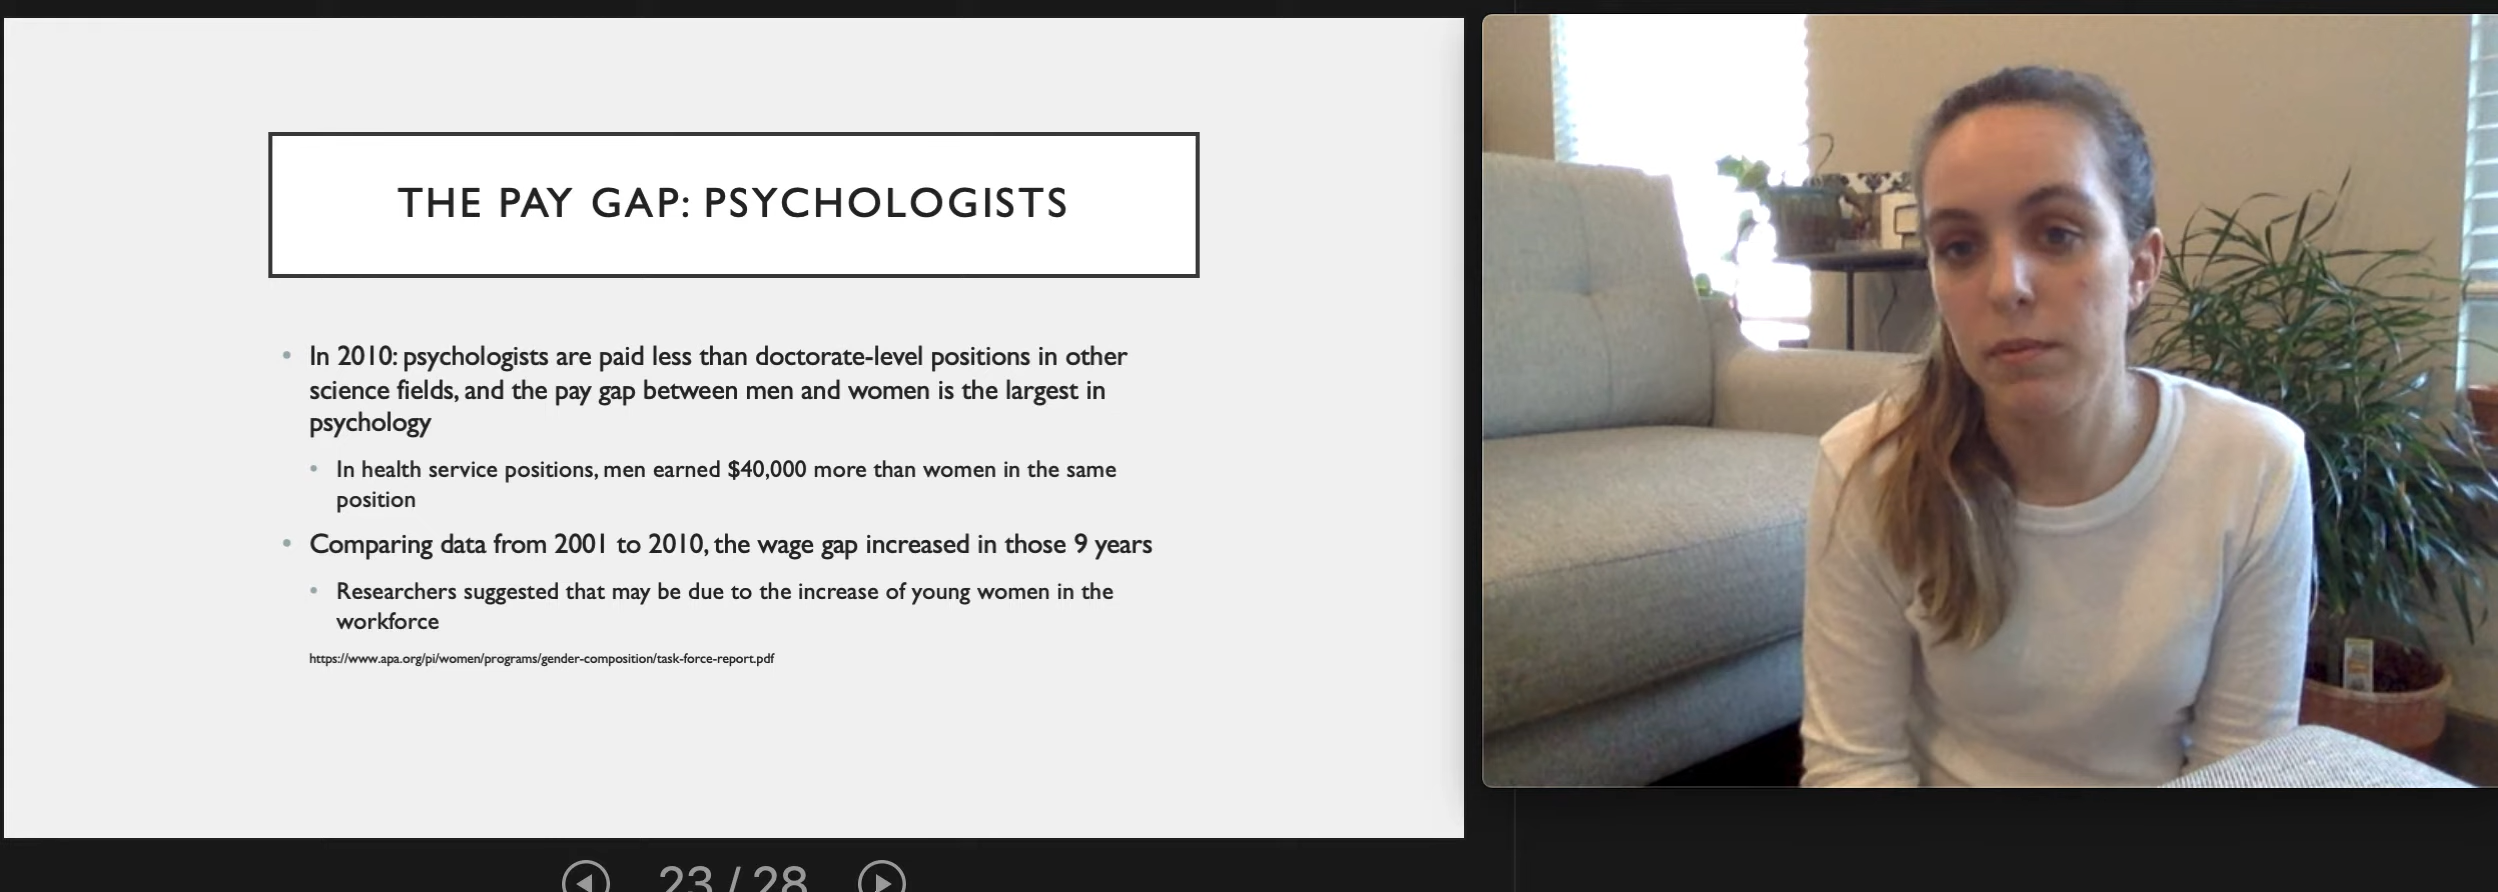 THE PAY GAP: PSYCHOLOGISTS
• In 2010: psychologists are paid less than doctorate-level positions in other
science fields, and the pay gap between men and women is the largest in
psychology
• In health service positions, men earned $40,000 more than women in the same
position
• Comparing data from 2001 to 2010, the wage gap increased in those 9 years
• Researchers suggested that may be due to the increase of young women in the
workforce
https://www.apa.org/pi/women/programs/gender-composition/task-force-report.pdf
23 / 28